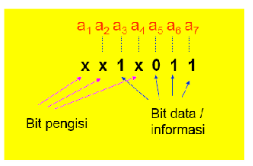 a₁ a₂ a₃ a₄ a₅ a₆ a₇
x x 1 x 0 1 1
Bit pengisi
Bit data /
informasi